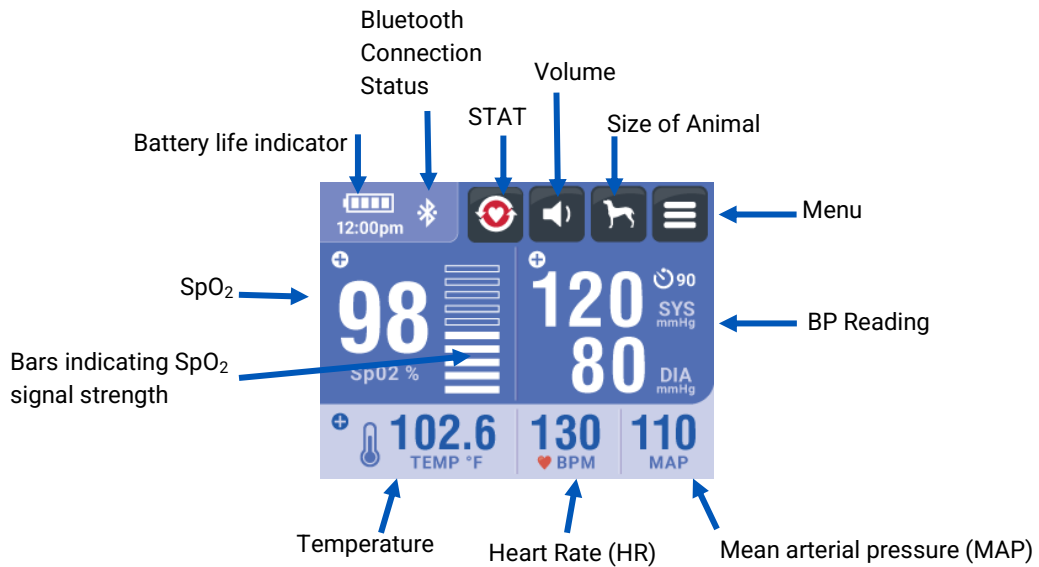 Bluetooth
Connection
Status
Volume
STAT
Size of Animal
Battery life indicator
12:00pm
Menu
SpO₂
98
SpO2 %
120
90
SYS
mmHg
80
DIA
mmHg
BP Reading
Bars indicating SpO₂
signal strength
102.6
TEMP °F
130
BPM
110
MAP
Temperature
Heart Rate (HR)
Mean arterial pressure (MAP)